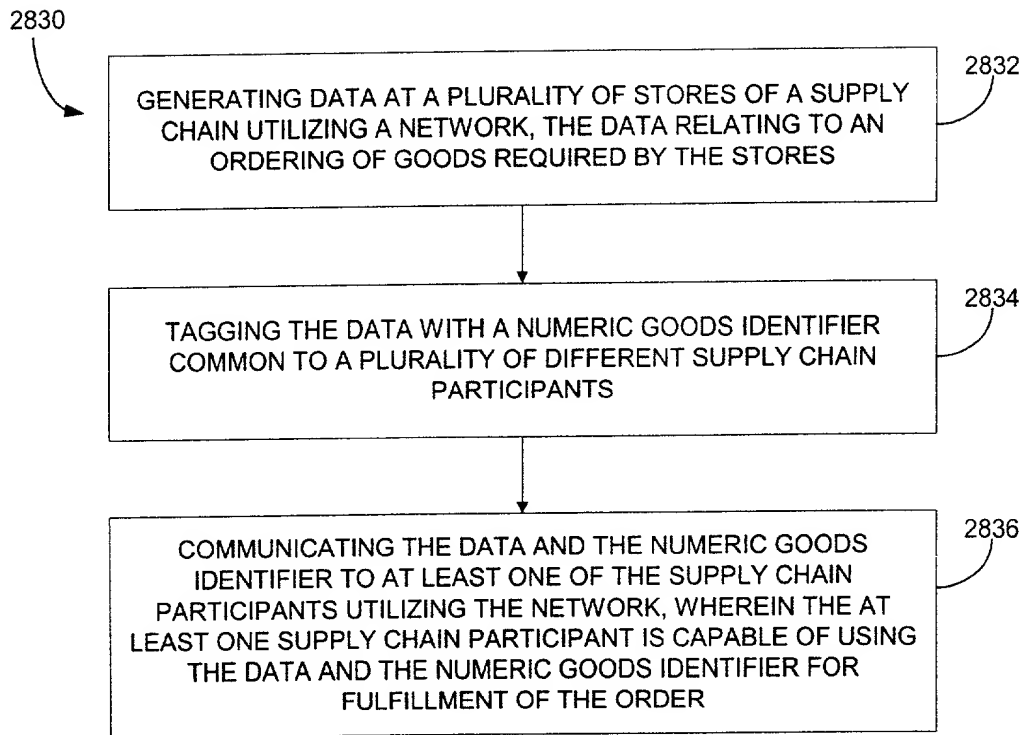 2830
2832
GENERATING DATA AT A PLURALITY OF STORES OF A SUPPLY
CHAIN UTILIZING A NETWORK, THE DATA RELATING TO AN
ORDERING OF GOODS REQUIRED BY THE STORES
2834
TAGGING THE DATA WITH A NUMERIC GOODS IDENTIFIER
COMMON TO A PLURALITY OF DIFFERENT SUPPLY CHAIN
PARTICIPANTS
2836
COMMUNICATING THE DATA AND THE NUMERIC GOODS
IDENTIFIER TO AT LEAST ONE OF THE SUPPLY CHAIN
PARTICIPANTS UTILIZING THE NETWORK, WHEREIN THE AT
LEAST ONE SUPPLY CHAIN PARTICIPANT IS CAPABLE OF USING
THE DATA AND THE NUMERIC GOODS IDENTIFIER FOR
FULFILLMENT OF THE ORDER